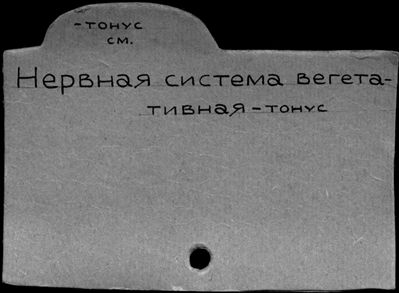 -тонус
см.
Нервная система вегета-
тивная-тонус